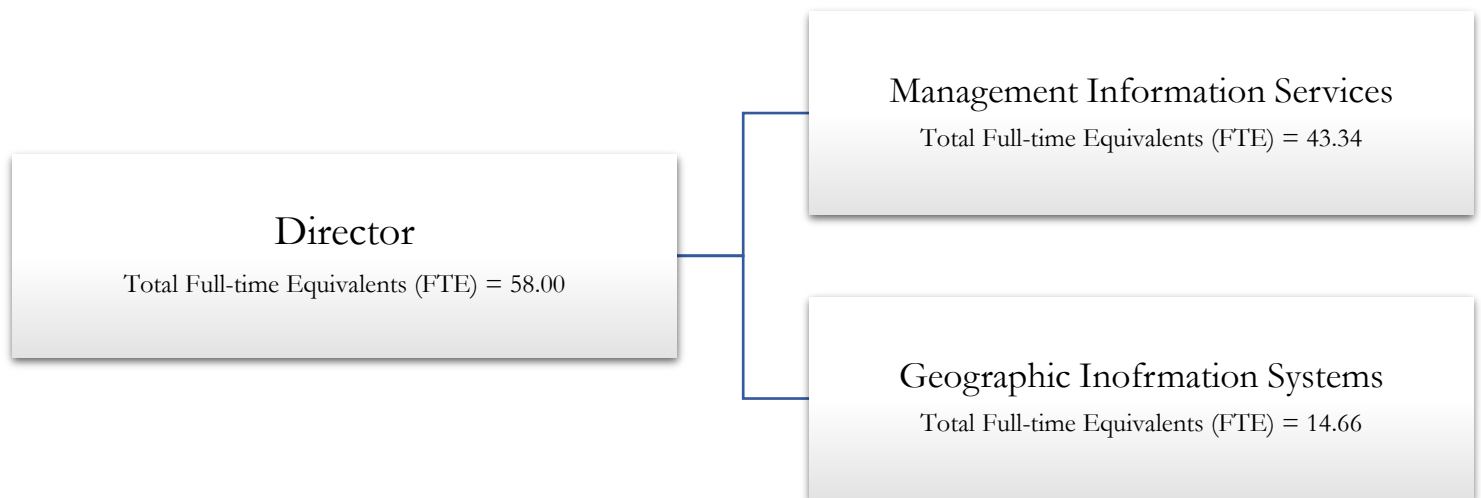 Director
Total Full-time Equivalents (FTE) = 58.00
Management Information Services
Total Full-time Equivalents (FTE) = 43.34
Geographic Inofrmation Systems
Total Full-time Equivalents (FTE) = 14.66